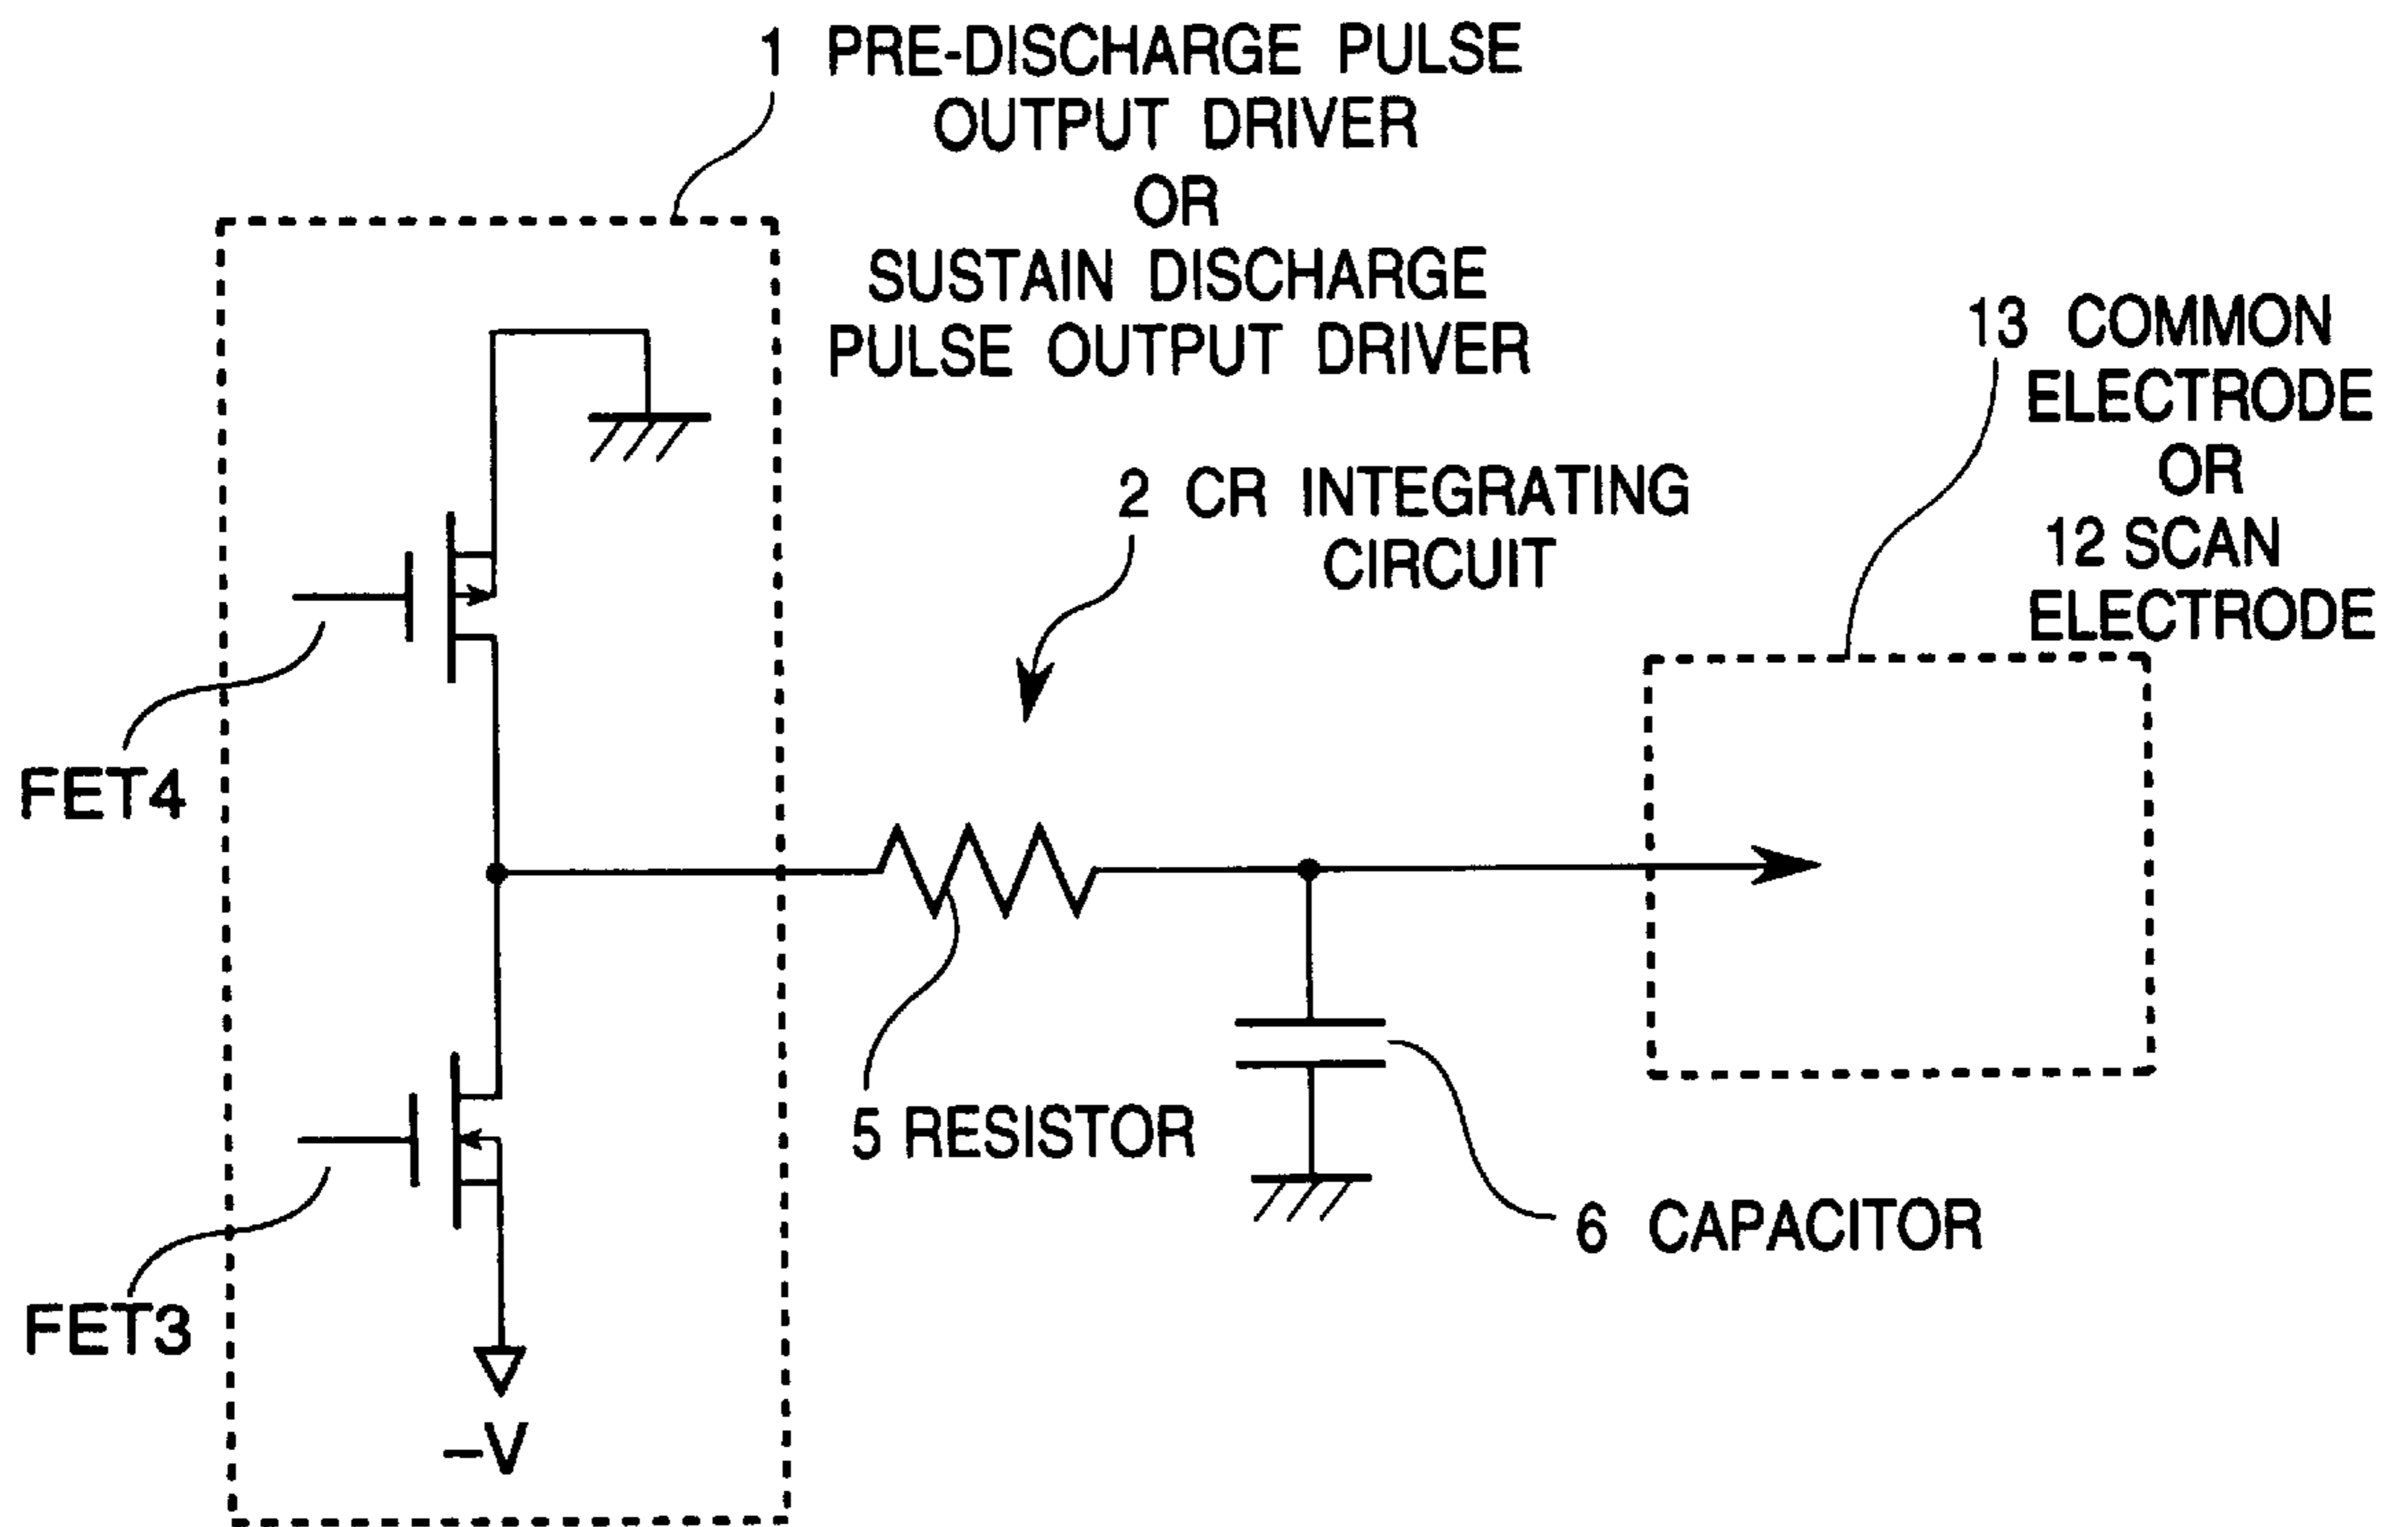 1 PRE-DISCHARGE PULSE
OUTPUT DRIVER
OR
SUSTAIN DISCHARGE
PULSE OUTPUT DRIVER
13 COMMON
ELECTRODE
OR
12 SCAN
ELECTRODE
2 CR INTEGRATING
CIRCUIT
FET4
5 RESISTOR
6 CAPACITOR
FET3
–V